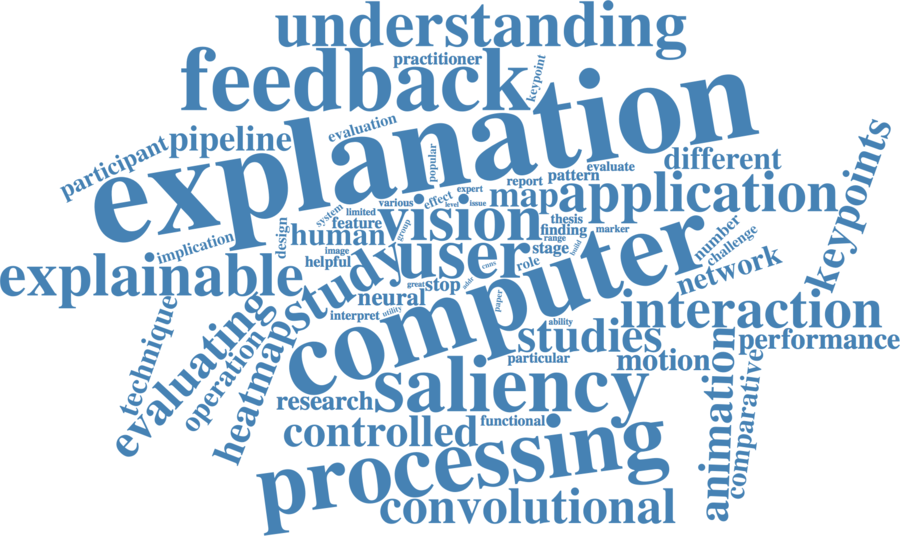 understanding
practitioner
feedback
keypoint
explanation
evaluation
participant
pipeline
popular
different
evaluate
pattern
report
expert
map
application
keypoints
various
effect
level
issue
system
limited
feature
vision
group
thesis
finding
marker
range
build
implication
design
human
image
helpful
user
stage
role
cnns
number
challenge
explainable
study
great
stop
addr
paper
network
neural
interpret
utility
computer
interaction
technique
evaluating
operation
heatmap
ability
studies
particular
motion
performance
animation
comparative
saliency
research
functional
controlled
processing
convolutional